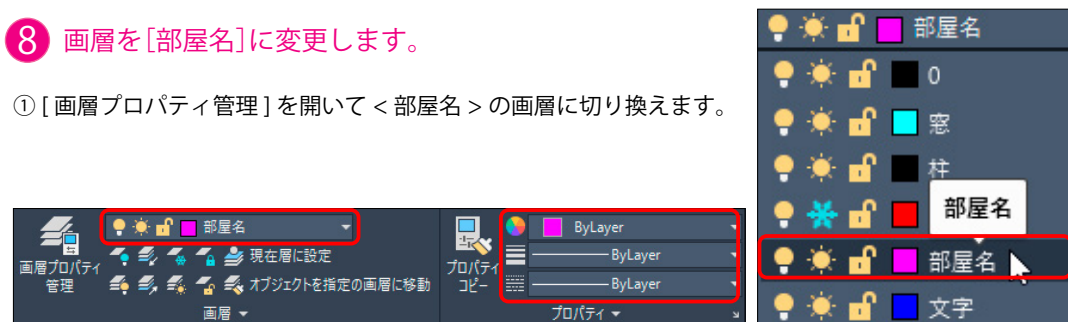 8 画層を[部屋名]に変更します。
① [ 画層プロパティ管理 ] を開いて < 部屋名 > の画層に切り換えます。
部屋名
0
窓
柱
部屋名
部屋名
文字
部屋名
現在層に設定
画層プロパティ
管理
オブジェクトを指定の画層に移動
画層
プロパティ
コピー
ByLayer
ByLayer
ByLayer
プロパティ